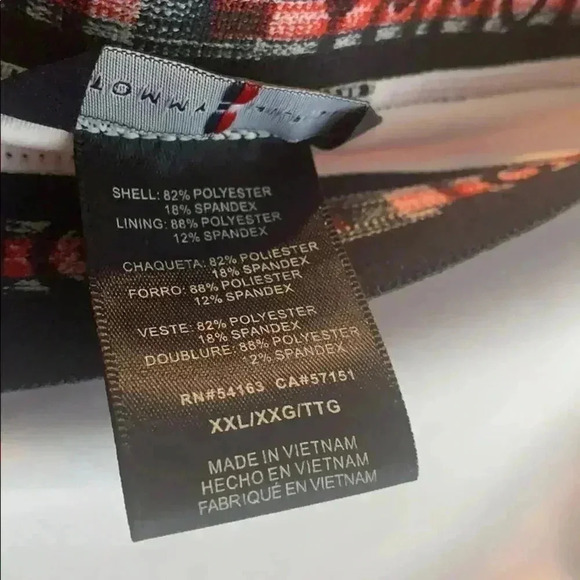 YMMOT
SHELL: 82% POLYESTER
18% SPANDEX
LINING: 88% POLYESTER
12% SPANDEX
CHAQUETA: 82% POLIESTER
18% SPANDEX
FORRO: 88% POLIESTER
12% SPANDEX
VESTE: 82% POLYESTER
18% SPANDEX
DOUBLURE: 88% POLYESTER
12% SPANDEX
RN#54163 CA#57151
XXL/XXG/TTG
MADE IN VIETNAM
HECHO EN VIETNAM
FABRIQUÉ EN VIETNAM